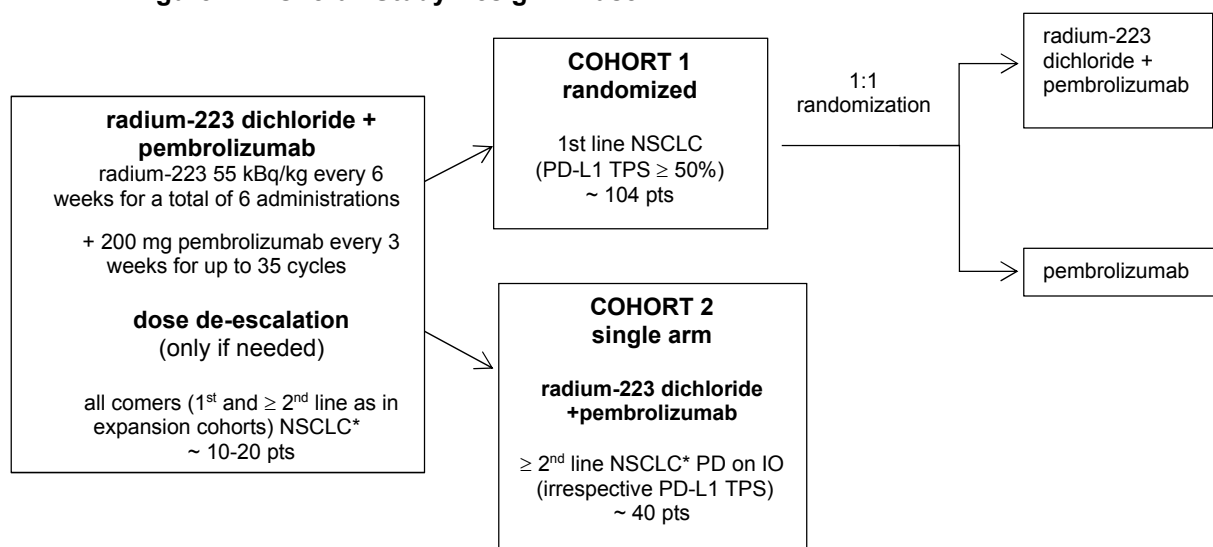 radium-223 dichloride +
pembrolizumab
radium-223 55 kBq/kg every 6
weeks for a total of 6 administrations
+ 200 mg pembrolizumab every 3
weeks for up to 35 cycles
dose de-escalation
(only if needed)
all comers (1st and ≥ 2nd line as in
expansion cohorts) NSCLC*
~ 10-20 pts
COHORT 1
randomized
1st line NSCLC
(PD-L1 TPS ≥ 50%)
~ 104 pts
COHORT 2
single arm
radium-223 dichloride
+pembrolizumab
≥ 2nd line NSCLC* PD on IO
(irrespective PD-L1 TPS)
~ 40 pts
1:1
randomization
radium-223
dichloride +
pembrolizumab
pembrolizumab